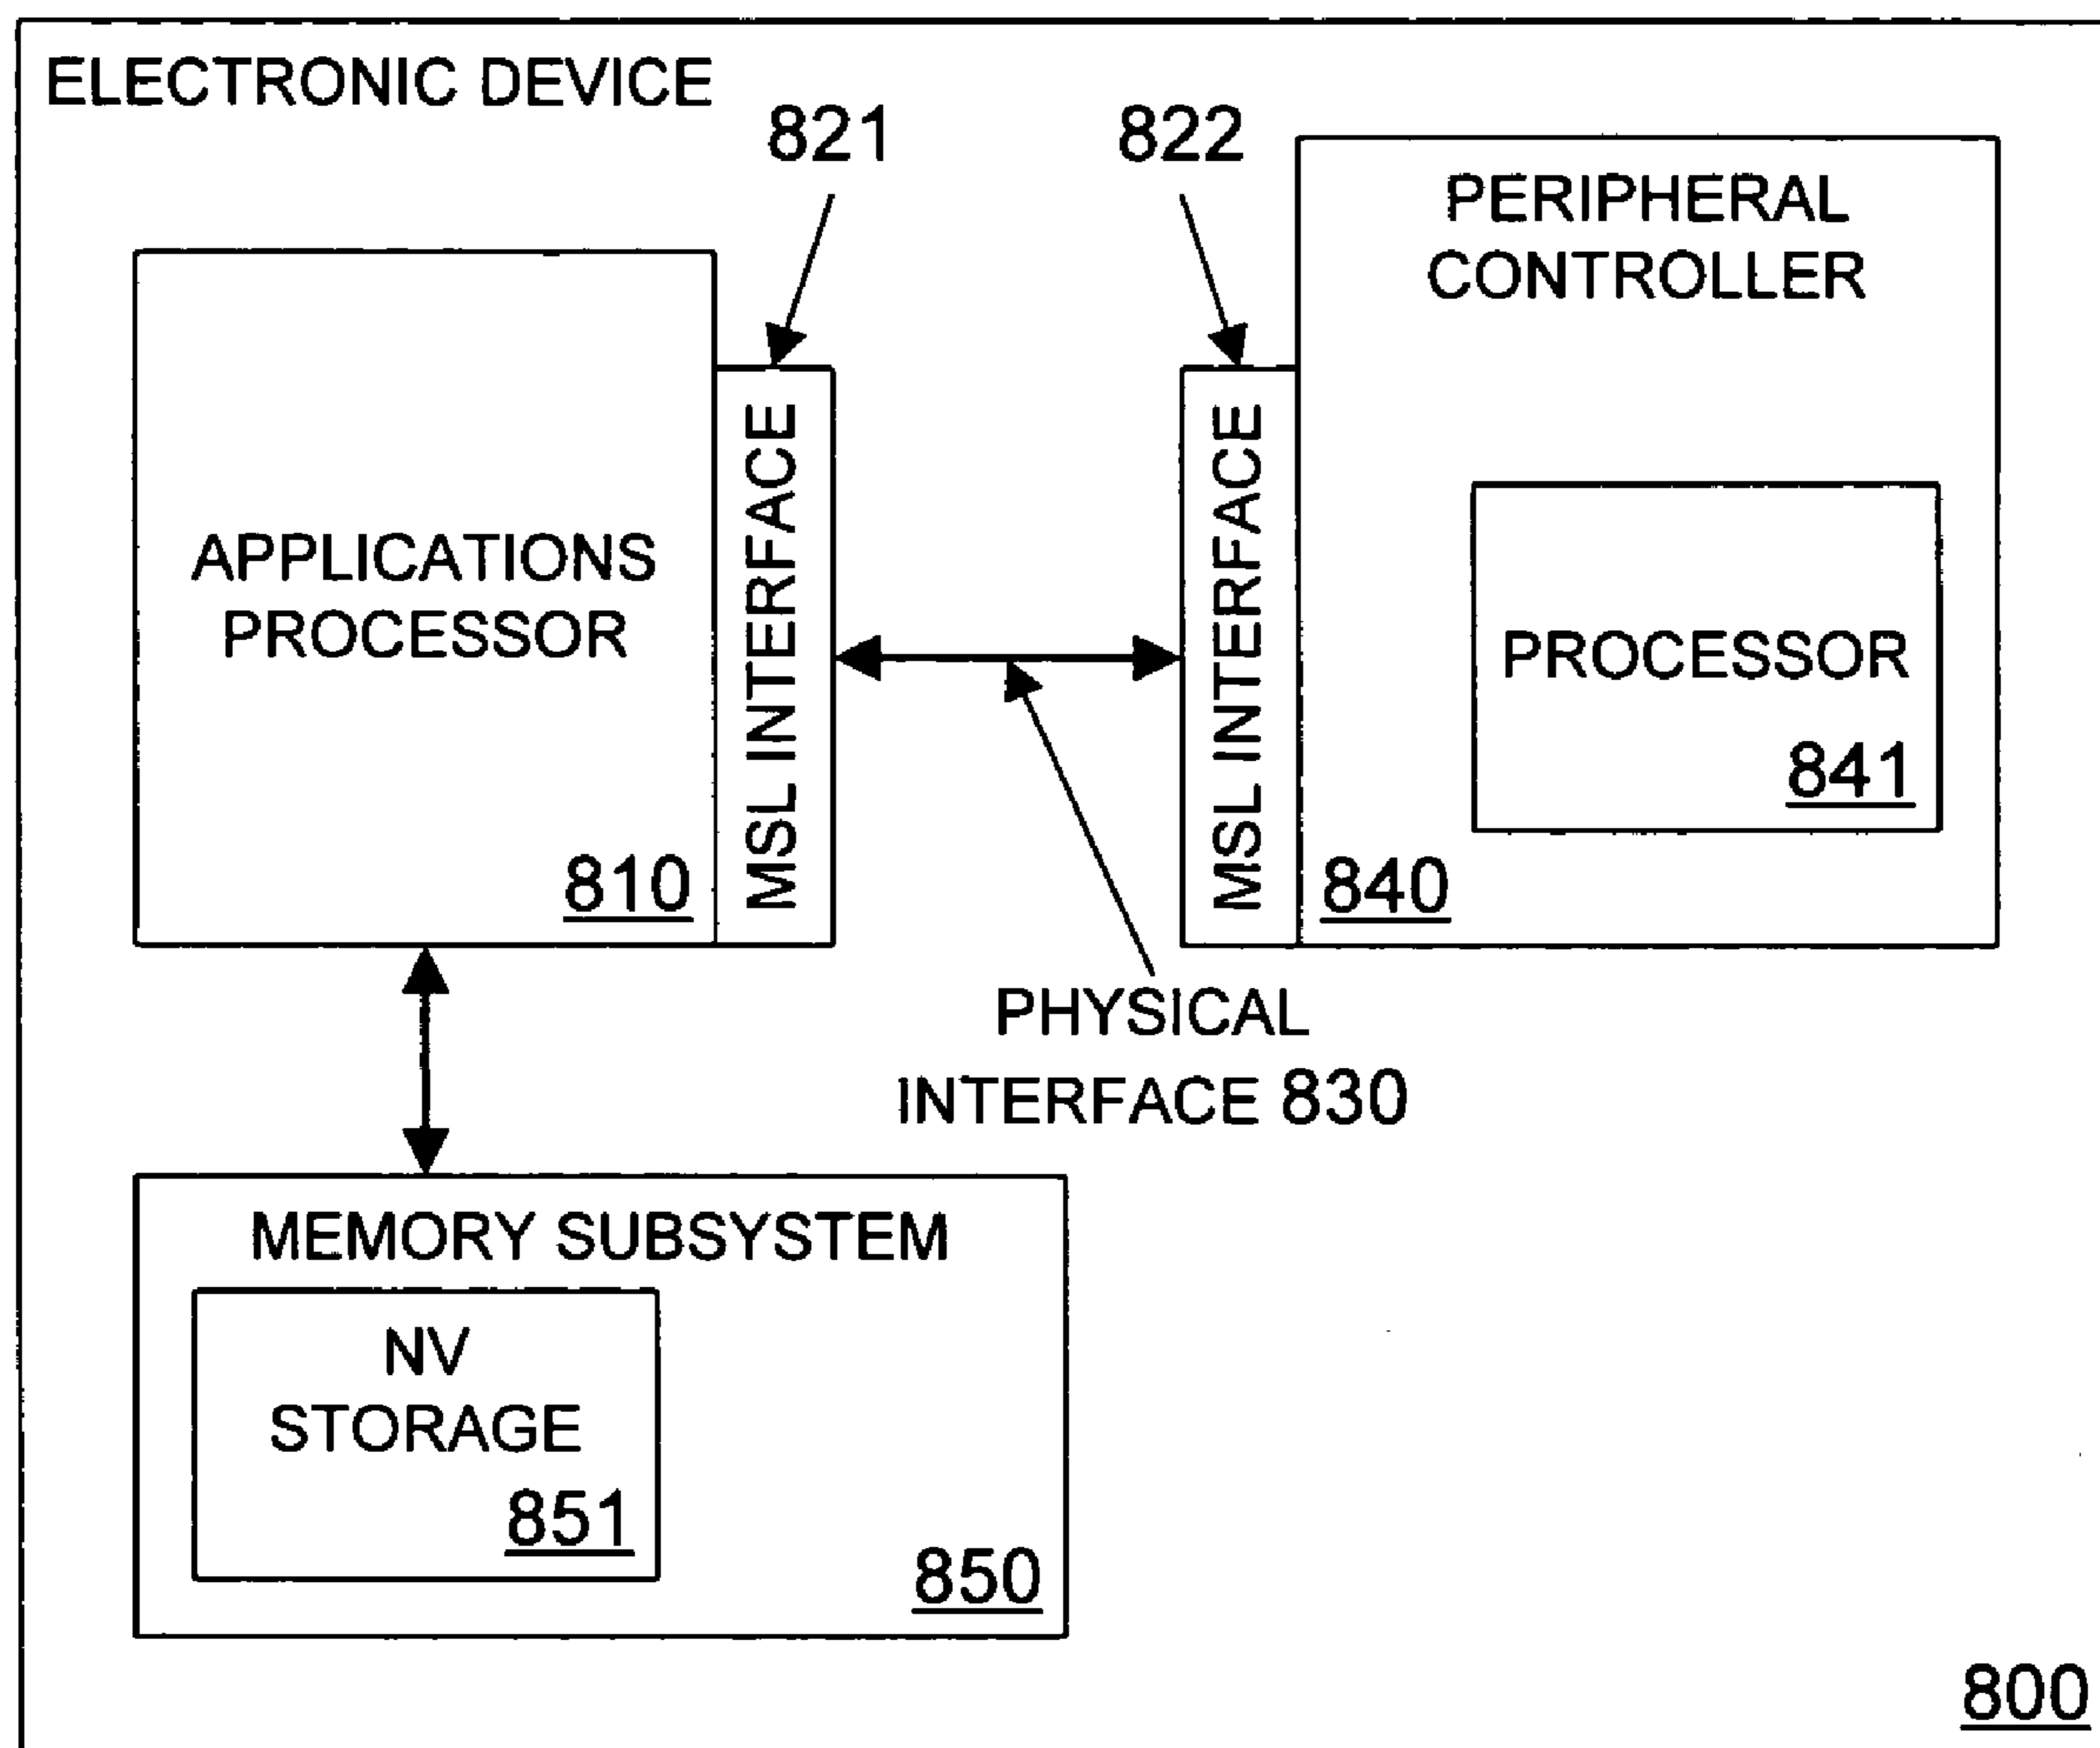 ELECTRONIC DEVICE
821
822
PERIPHERAL
CONTROLLER
APPLICATIONS
PROCESSOR
810
MSL INTERFACE
MSL INTERFACE
PROCESSOR
841
840
PHYSICAL
INTERFACE 830
MEMORY SUBSYSTEM
NV
STORAGE
851
850
800